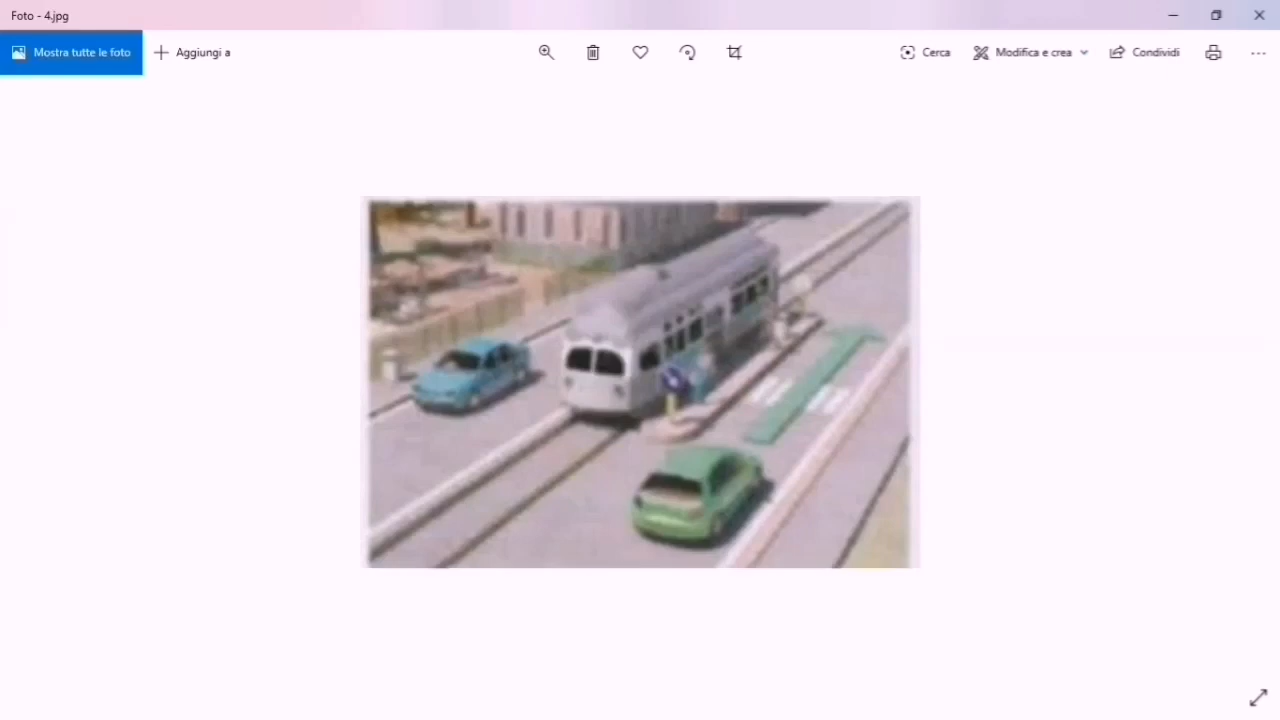 Foto - 4.jpg
Mostra tutte le foto
Aggiungi a
Cerca
Modifica e crea
Condividi